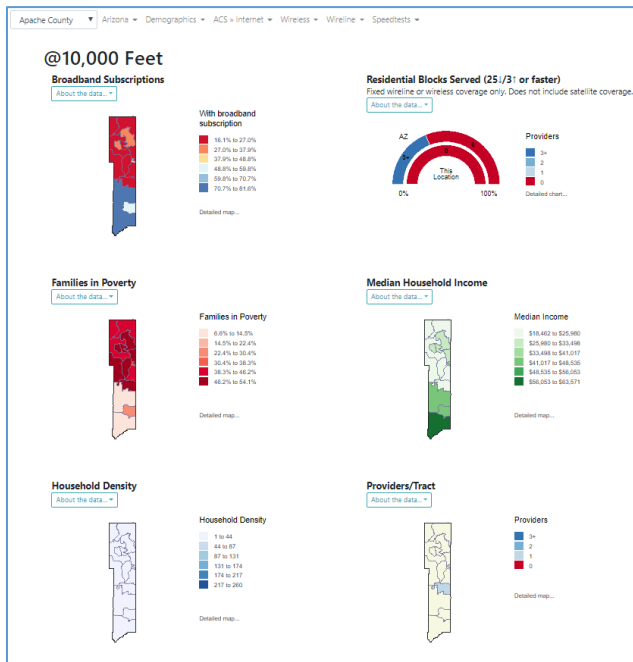 Apache County
Arizona
Demographics
ACS » Internet
Wireless
Wireline
Speedtests
@10,000 Feet
Broadband Subscriptions
About the data...
With broadband
subscription
16.1% to 27.0%
27.0% to 37.9%
37.9% to 48.8%
48.8% to 59.8%
59.8% to 70.7%
70.7% to 81.6%
Detailed map...
Residential Blocks Served (25↓/3↑ or faster)
Fixed wireline or wireless coverage only. Does not include satellite coverage.
About the data...
AZ
3+
0
0
This
Location
0%
100%
Providers
3+
2
1
0
Detailed chart...
Families in Poverty
About the data...
Families in Poverty
6.6% to 14.5%
14.5% to 22.4%
22.4% to 30.4%
30.4% to 38.3%
38.3% to 46.2%
46.2% to 54.1%
Detailed map...
Median Household Income
About the data...
Median Income
$18,462 to $25,980
$25,980 to $33,498
$33,498 to $41,017
$41,017 to $48,535
$48,535 to $56,053
$56,053 to $63,571
Detailed map...
Household Density
About the data...
Household Density
1 to 44
44 to 87
87 to 131
131 to 174
174 to 217
217 to 260
Detailed map...
Providers/Tract
About the data...
Providers
3+
2
1
0
Detailed map...